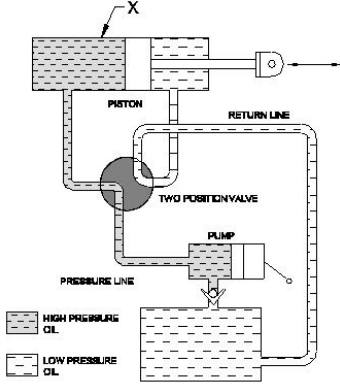 X
PISTON
RETURN LINE
TWO POSITION VALVE
PUMP
PRESSURE LINE
HIGH PRESSURE
OIL
LOW PRESSURE
OIL